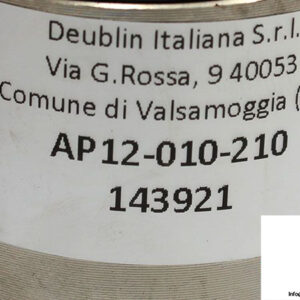 Deublin Italiana S.r.l.
Via G.Rossa, 9 40053
Comune di Valsamoggia (
AP12-010-210
143921